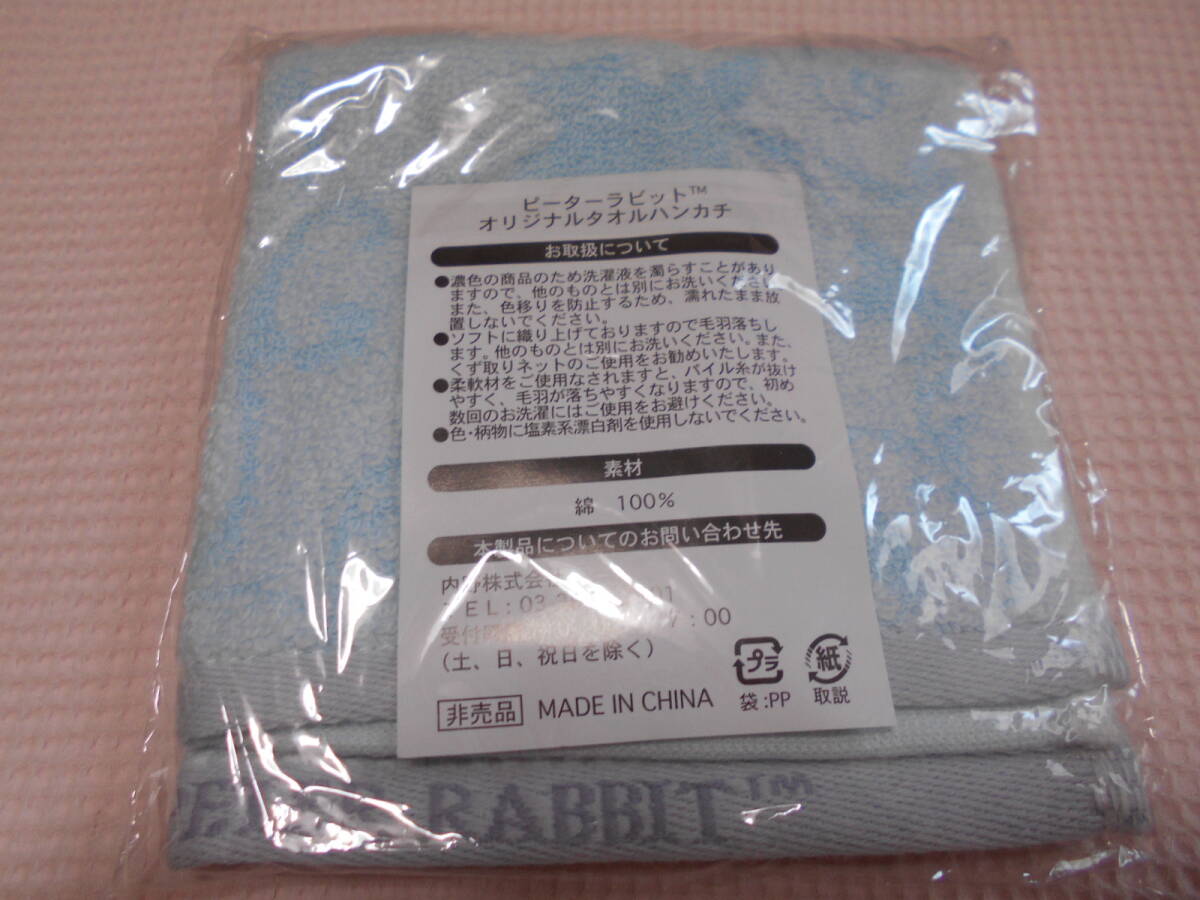 ピーターラビット™
オリジナルタオルハンカチ
お取扱について
●濃色の商品のため洗濯液を濁らすことがあり
ますので、他のものとは別にお洗いください。
また、色移りを防止するため、濡れたまま放
置しないでください。
●ソフトに織り上げておりますので毛羽落ちし
ます。他のものとは別にお洗いください。また、
くず取りネットのご使用をお勧めいたします。
●柔軟材をご使用なされますと、パイル糸が抜け
やすく、毛羽が落ちやすくなりますので、初め
数回のお洗濯にはご使用をお避けください。
●色・柄物に塩素系漂白剤を使用しないでください。
素材
綿 100%
本製品についてのお問い合わせ先
内野株式会
TEL:03
受付 :00
(土、日、祝日を除く)
プラ 紙
袋:PP 取説
非売品 MADE IN CHINA
RABBIT™